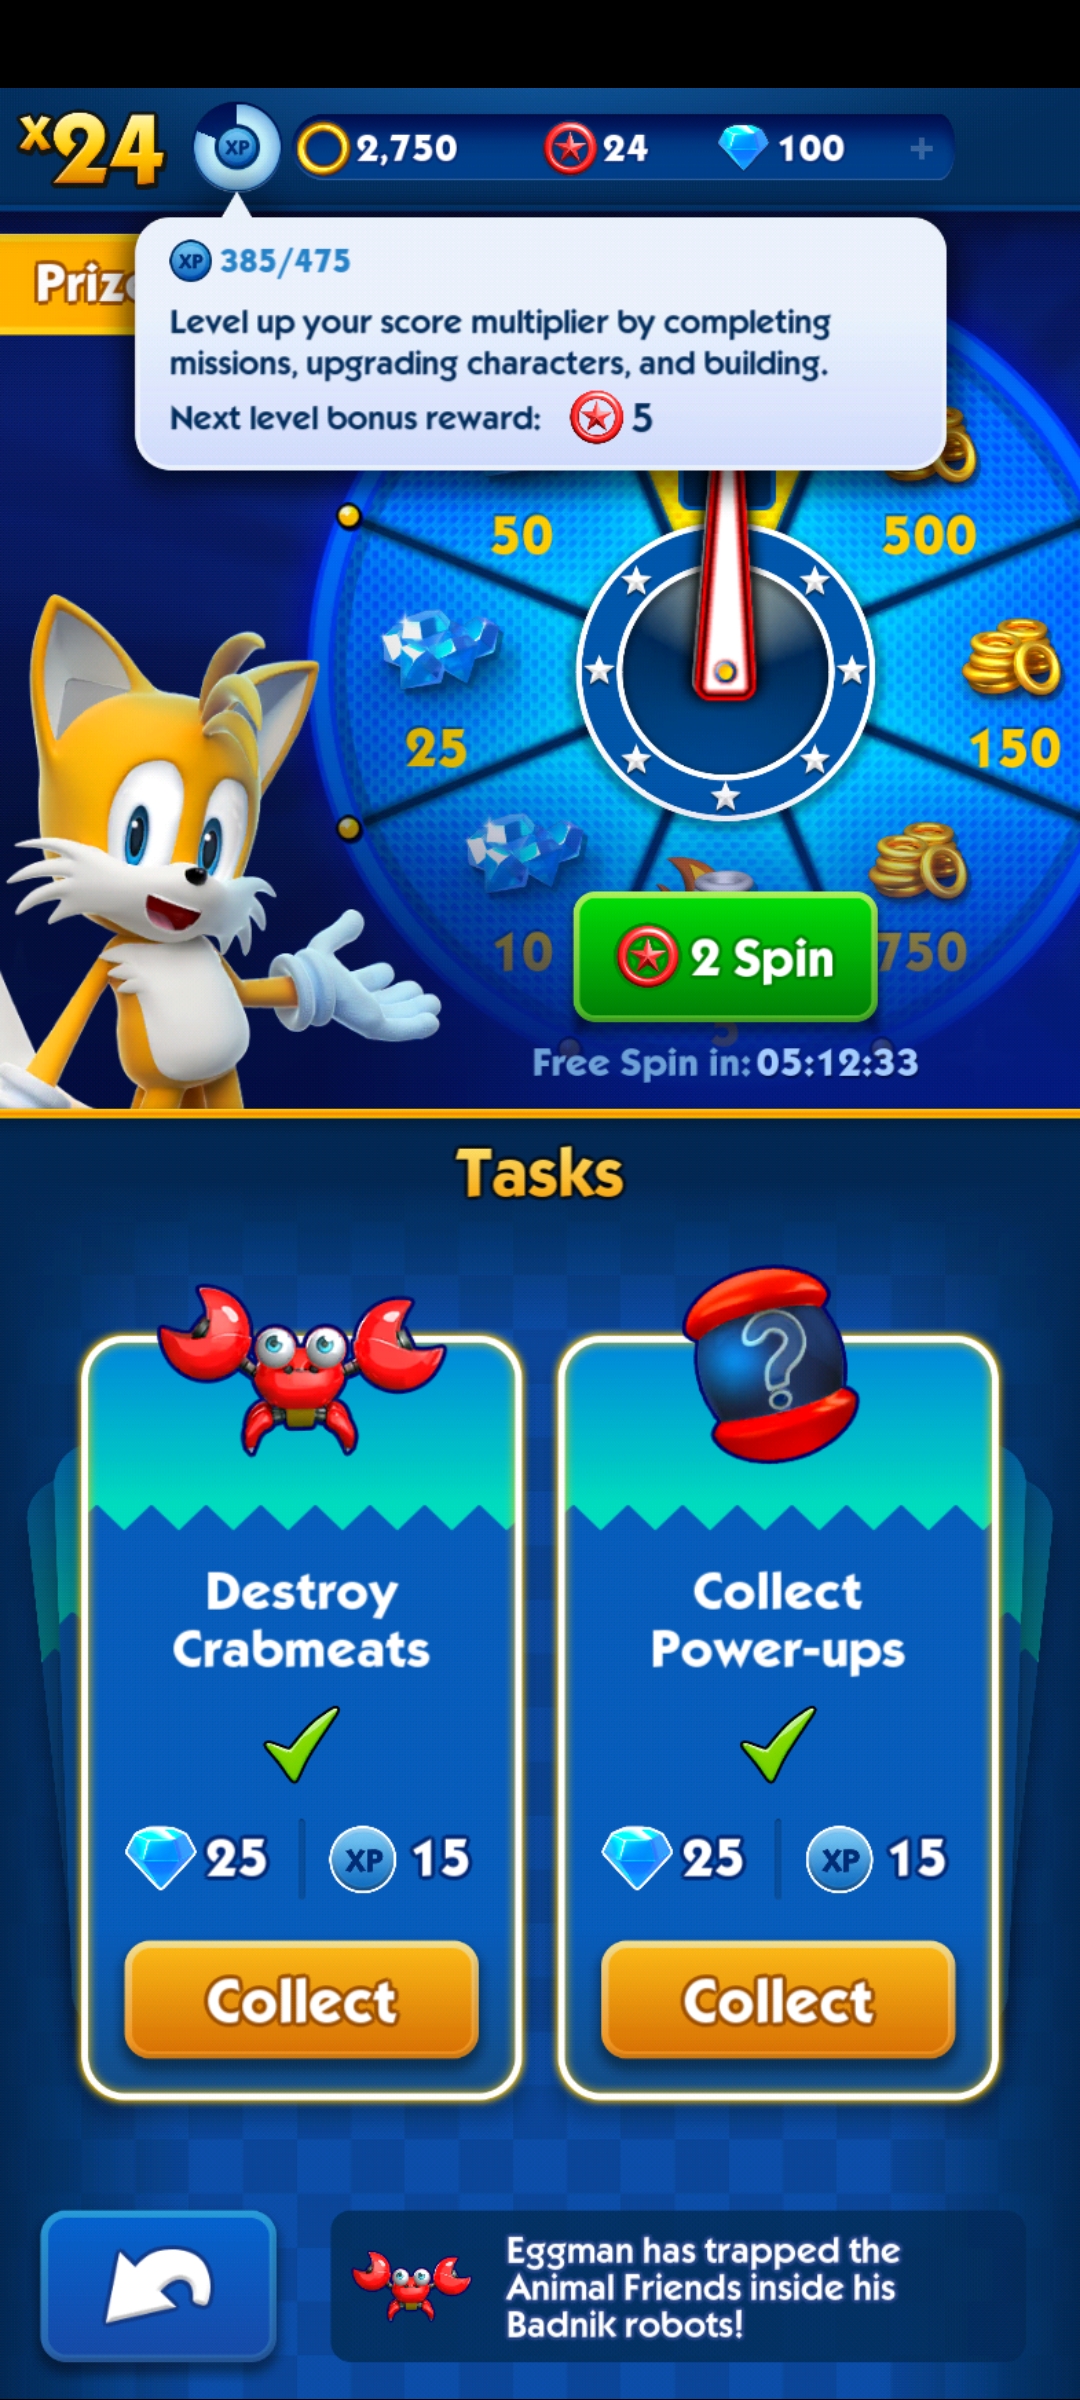 x24
XP
2,750
24
100
+
XP 385/475
Level up your score multiplier by completing
missions, upgrading characters, and building.
Next level bonus reward: 5
50
500
25
150
10
750
2 Spin
Free Spin in: 05:12:33
Tasks
?
Destroy
Crabmeats
25
XP 15
Collect
Collect
Power-ups
25
XP 15
Collect
Eggman has trapped the
Animal Friends inside his
Badnik robots!